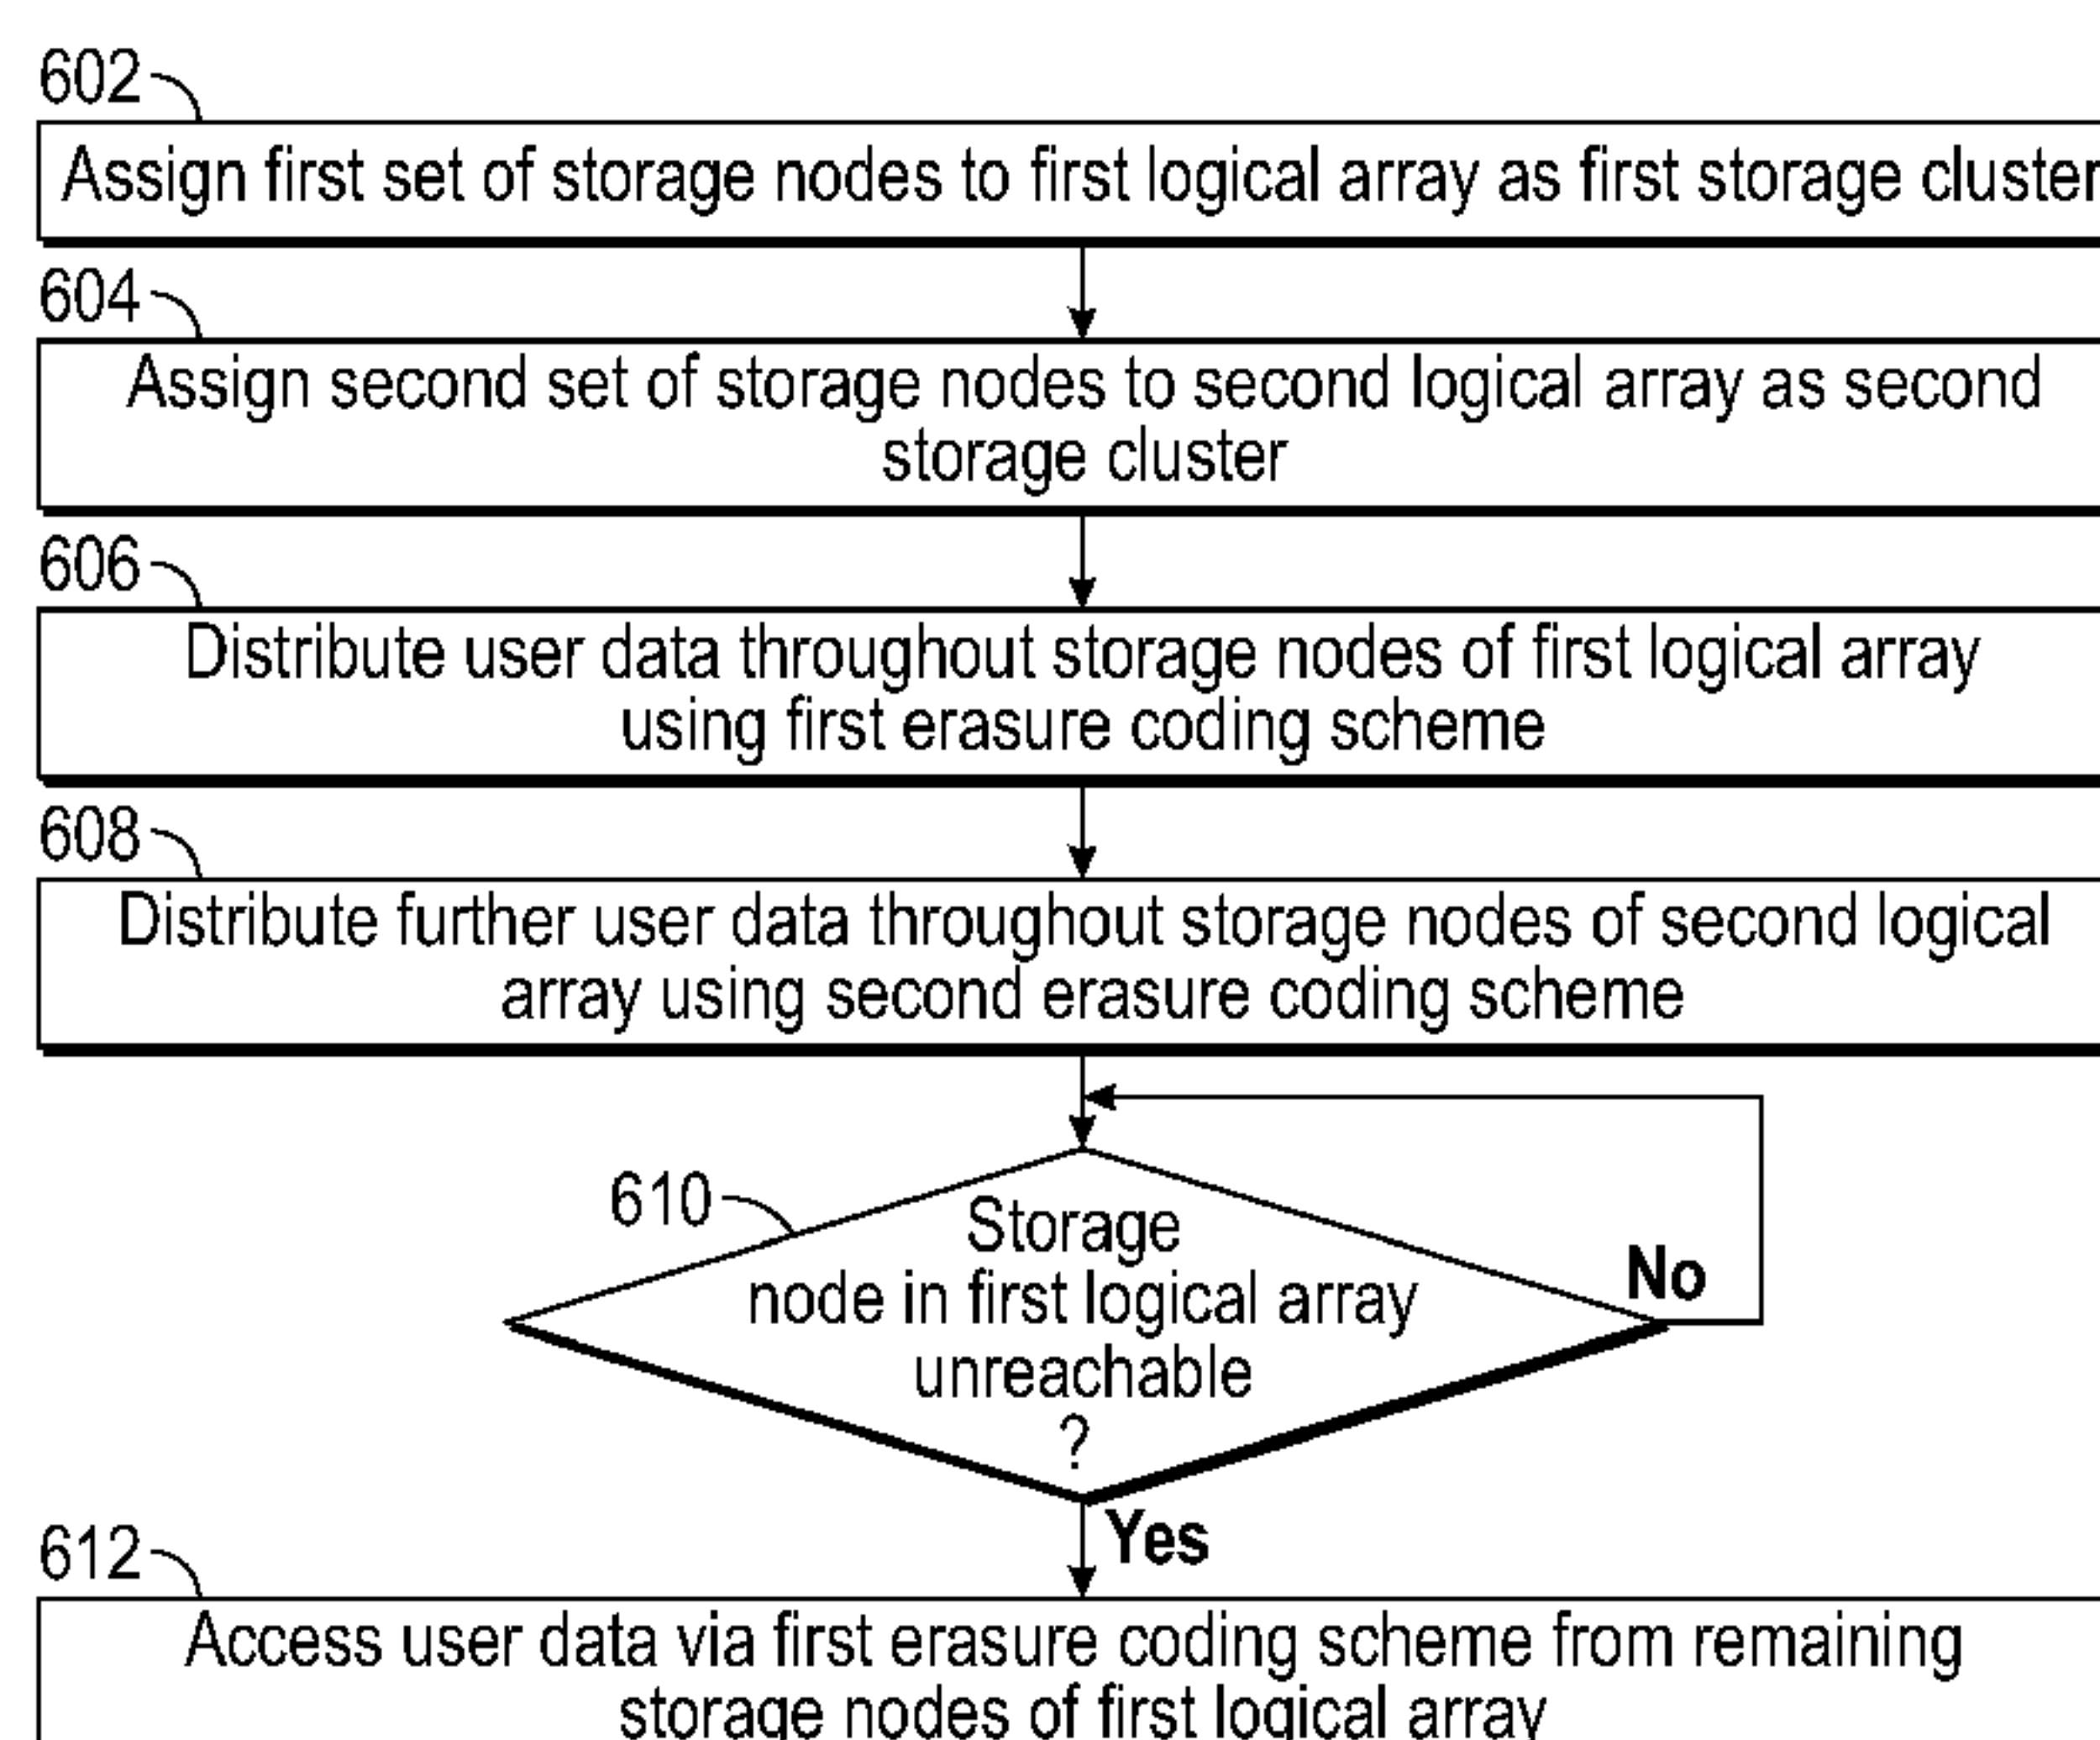 602
Assign first set of storage nodes to first logical array as first storage cluster
604
Assign second set of storage nodes to second logical array as second
storage cluster
606
Distribute user data throughout storage nodes of first logical array
using first erasure coding scheme
608
Distribute further user data throughout storage nodes of second logical
array using second erasure coding scheme
610
Storage
node in first logical array
unreachable
?
No
Yes
612
Access user data via first erasure coding scheme from remaining
storage nodes of first logical array